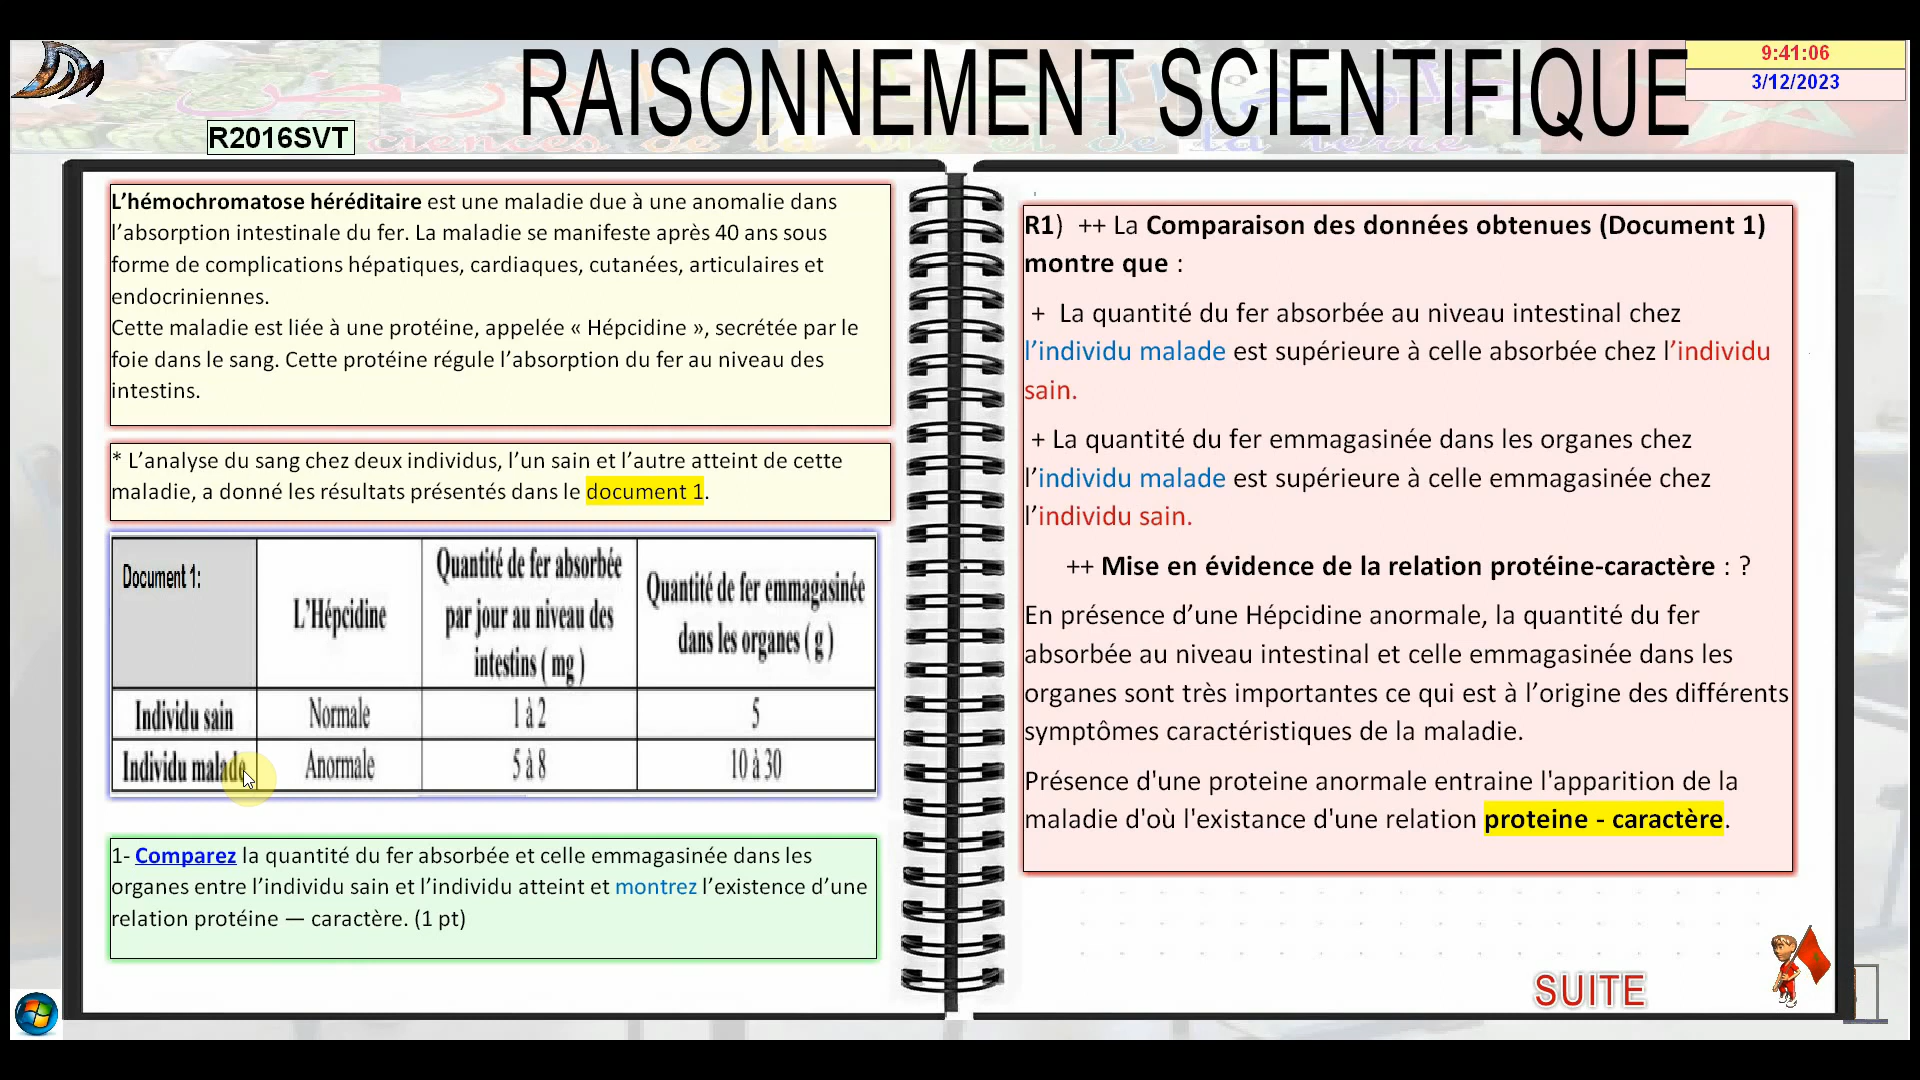 RAISONNEMENT SCIENTIFIQUE
9:41:06
3/12/2023
R2016SVT
L'hémochromatose héréditaire est une maladie due à une anomalie dans
l'absorption intestinale du fer. La maladie se manifeste après 40 ans sous
forme de complications hépatiques, cardiaques, cutanées, articulaires et
endocriniennes.
Cette maladie est liée à une protéine, appelée « Hépcidine », secrétée par le
foie dans le sang. Cette protéine régule l'absorption du fer au niveau des
intestins.
* L'analyse du sang chez deux individus, l'un sain et l'autre atteint de cette
maladie, a donné les résultats présentés dans le document 1.
Document 1:
L'Hépcidine
Quantité de fer absorbée
par jour au niveau des
intestins ( mg )
Quantité de fer emmagasinée
dans les organes ( g )
Individu sain Normale 1 à 2 5
Individu malade Anormale 5 à 8 10 à 30
1- Comparez la quantité du fer absorbée et celle emmagasinée dans les
organes entre l'individu sain et l'individu atteint et montrez l'existence d'une
relation protéine — caractère. (1 pt)
R1) ++ La Comparaison des données obtenues (Document 1)
montre que :
+ La quantité du fer absorbée au niveau intestinal chez
l'individu malade est supérieure à celle absorbée chez l'individu
sain.
+ La quantité du fer emmagasinée dans les organes chez
l'individu malade est supérieure à celle emmagasinée chez
l'individu sain.
++ Mise en évidence de la relation protéine-caractère : ?
En présence d'une Hépcidine anormale, la quantité du fer
absorbée au niveau intestinal et celle emmagasinée dans les
organes sont très importantes ce qui est à l'origine des différents
symptômes caractéristiques de la maladie.
Présence d'une proteine anormale entraine l'apparition de la
maladie d'où l'existance d'une relation proteine - caractère.
SUITE